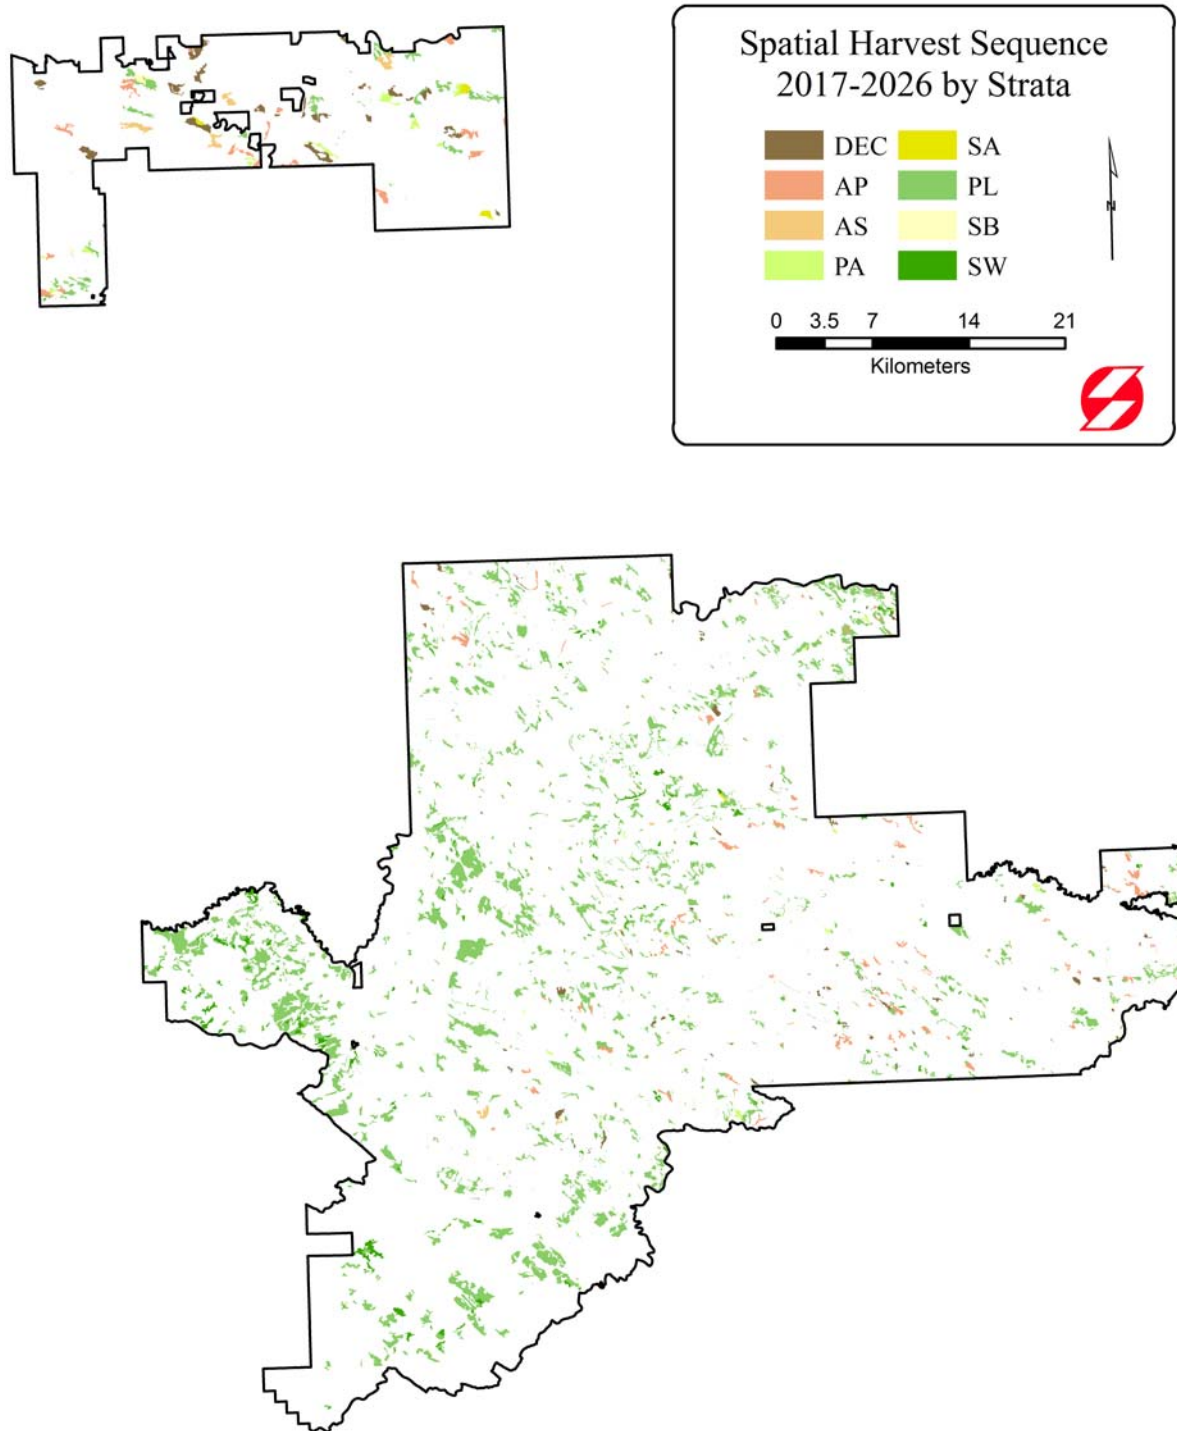 Spatial Harvest Sequence
2017-2026 by Strata
DEC SA
AP PL
AS SB
PA SW
N
0 3.5 7 14 21
Kilometers